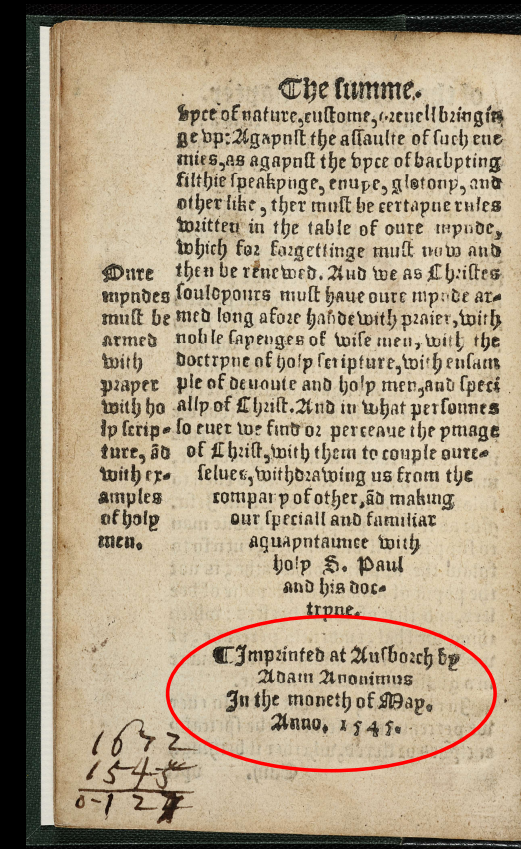 The summe.
vyce of nature, custome, or euell bringin
ge vp: Agaynst the assaulte of such ene
mies, as agaynst the vyce of bacbyting
filthie speakynge, enuye, glotony, and
other like, ther must be certayne rules
written in the table of oure mynde,
which for forgettinge must now and
then be renewed. And we as Christes
souldyours must haue oure mynde ar-
med long afore hande with praier, with
noble sayenges of wise men, with the
doctryne of holy scripture, with ensam
ple of deuoute and holy men, and speci
ally of Christ. And in what personnes
so euer we find or perceaue the ymage
of Christ, with them to couple oure-
selues, withdrawing us from the
company of other, ãd making
our speciall and familiar
aquayntaunce with
holy S. Paul
and his doc-
tryne.
Oure
myndes
must be
armed
with
prayer
with ho
ly scrip-
ture, ãd
with ex-
amples
of holy
men.
¶ Imprinted at Ausborch by
Adam Anonimus
In the moneth of May.
Anno. 1545.
1672
1545
0127